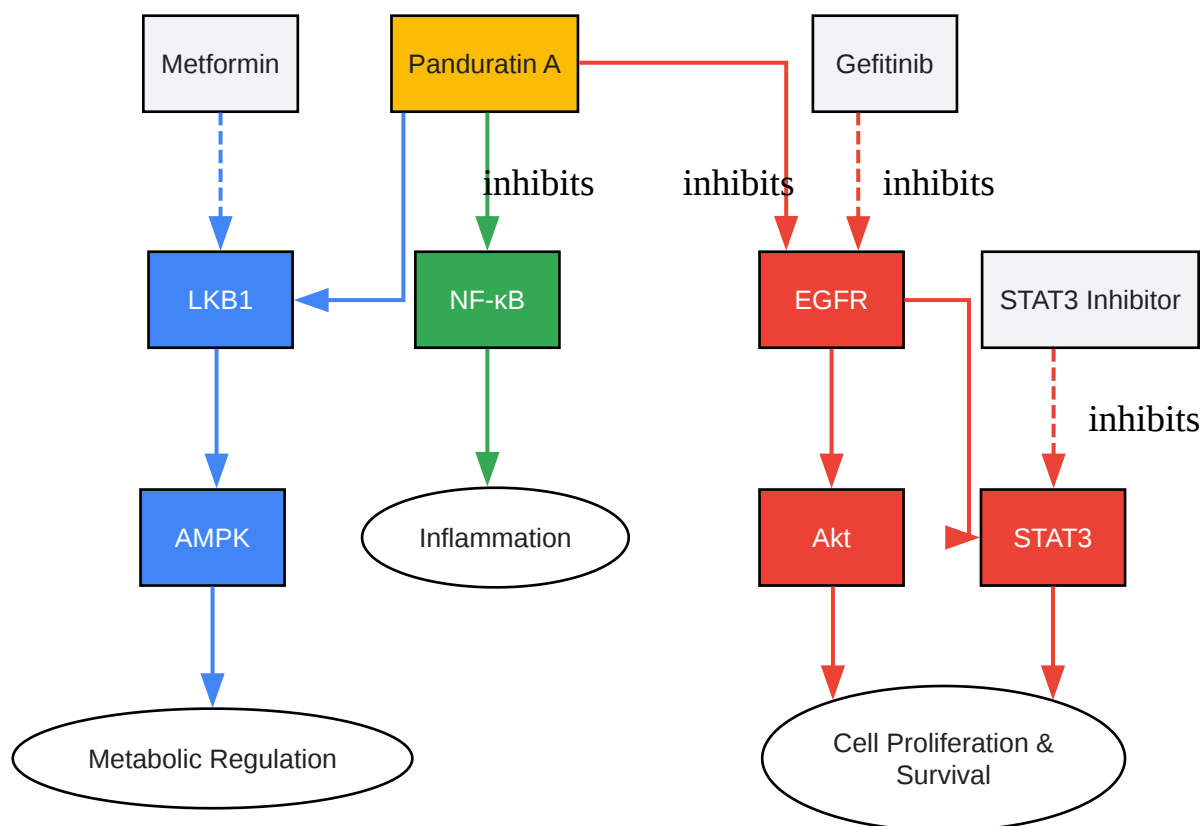 Metformin
Panduratin A
Gefitinib
inhibits
inhibits
inhibits
LKB1
NF-κB
EGFR
STAT3 Inhibitor
inhibits
AMPK
Inflammation
Akt
STAT3
Metabolic Regulation
Cell Proliferation &
Survival